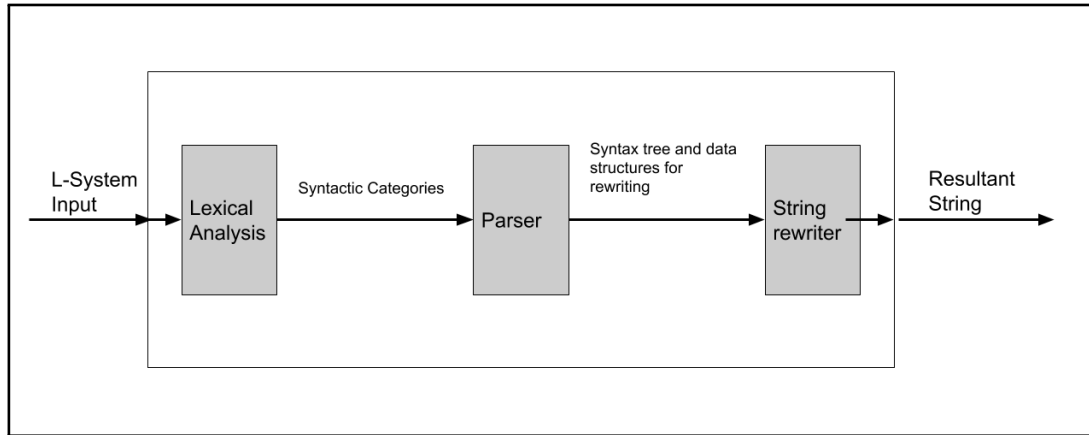 L-System
Input
Lexical
Analysis
Syntactic Categories
Parser
Syntax tree and data
structures for
rewriting
String
rewriter
Resultant
String